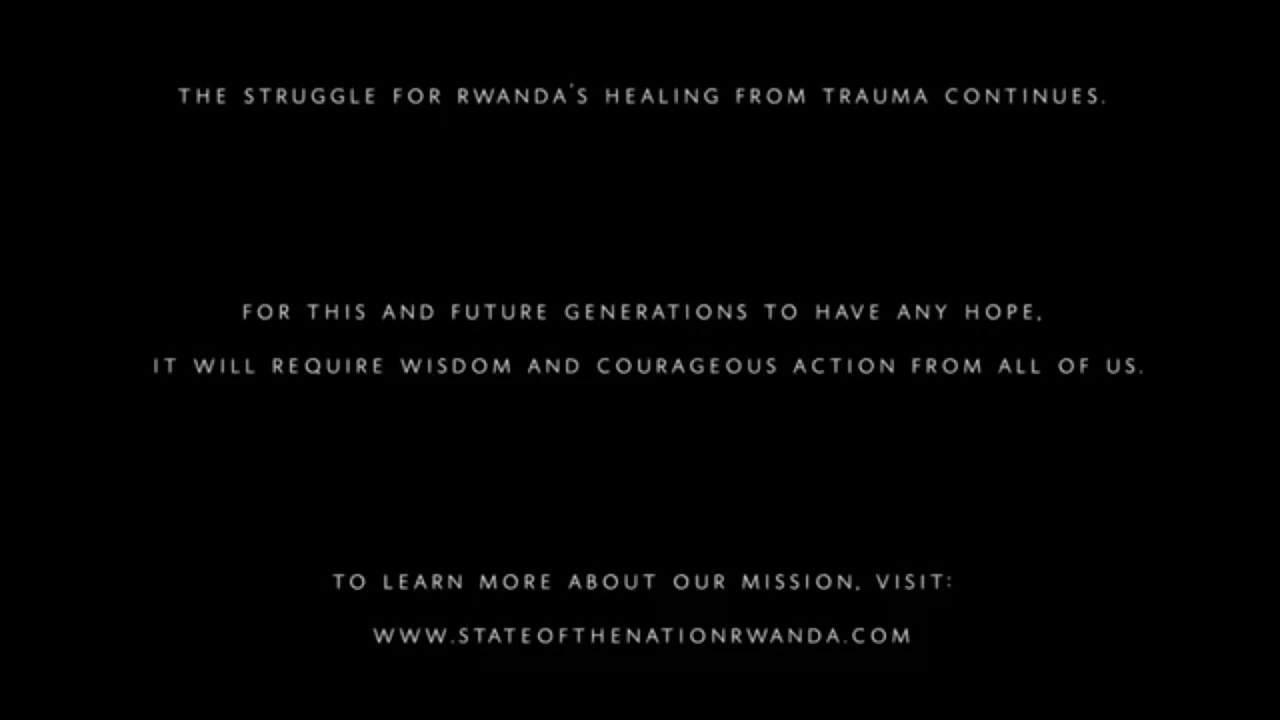 THE STRUGGLE FOR RWANDA'S HEALING FROM TRAUMA CONTINUES.
FOR THIS AND FUTURE GENERATIONS TO HAVE ANY HOPE,
IT WILL REQUIRE WISDOM AND COURAGEOUS ACTION FROM ALL OF US.
TO LEARN MORE ABOUT OUR MISSION, VISIT:
WWW.STATEOFTHENATIONRWANDA.COM